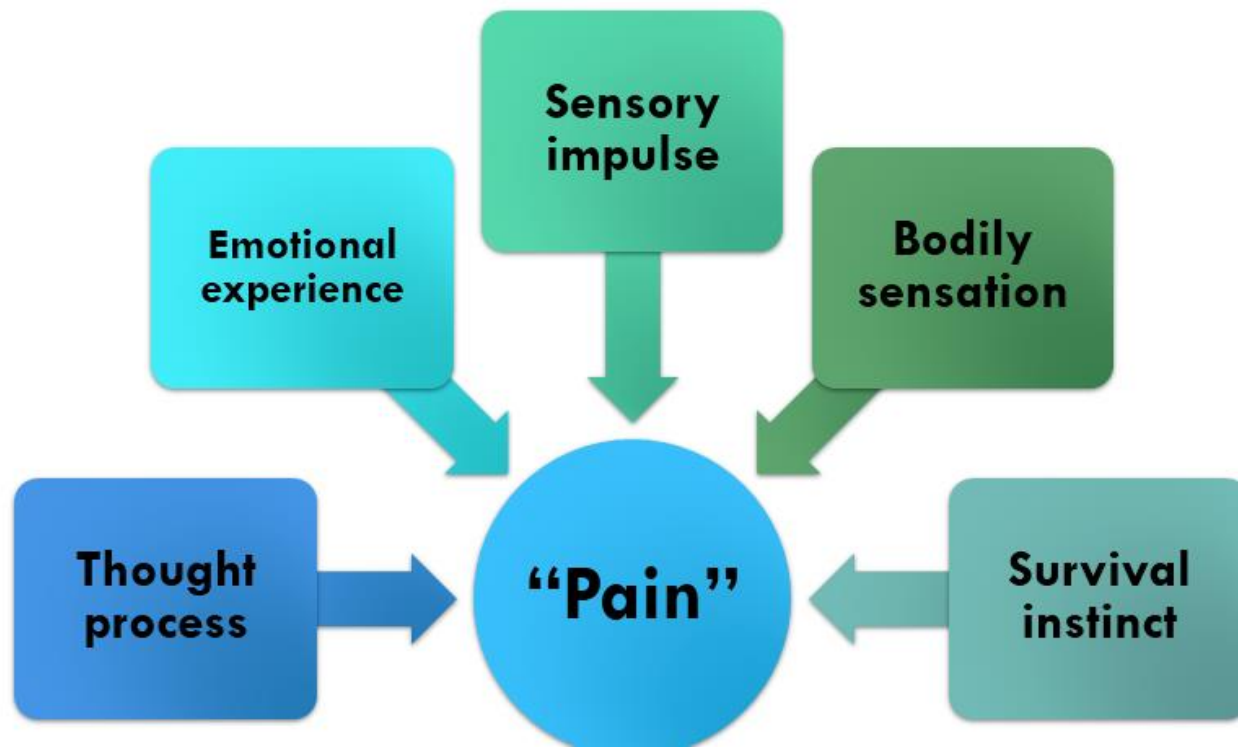 Sensory
impulse
Emotional
experience
Bodily
sensation
Thought
process
“Pain”
Survival
instinct